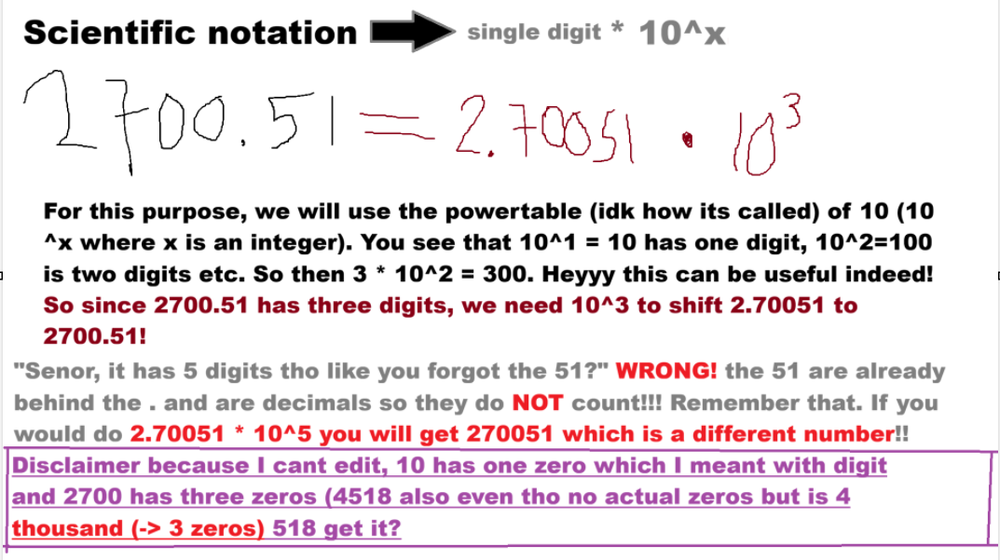 Scientific notation single digit * 10^x
2700.51 = 2.70051 · 10³
For this purpose, we will use the powertable (idk how its called) of 10 (10
^x where x is an integer). You see that 10^1 = 10 has one digit, 10^2=100
is two digits etc. So then 3 * 10^2 = 300. Heyyy this can be useful indeed!
So since 2700.51 has three digits, we need 10^3 to shift 2.70051 to
2700.51!
"Senor, it has 5 digits tho like you forgot the 51?" WRONG! the 51 are already
behind the . and are decimals so they do NOT count!!! Remember that. If you
would do 2.70051 * 10^5 you will get 270051 which is a different number!!
Disclaimer because I cant edit, 10 has one zero which I meant with digit
and 2700 has three zeros (4518 also even tho no actual zeros but is 4
thousand (-> 3 zeros) 518 get it?